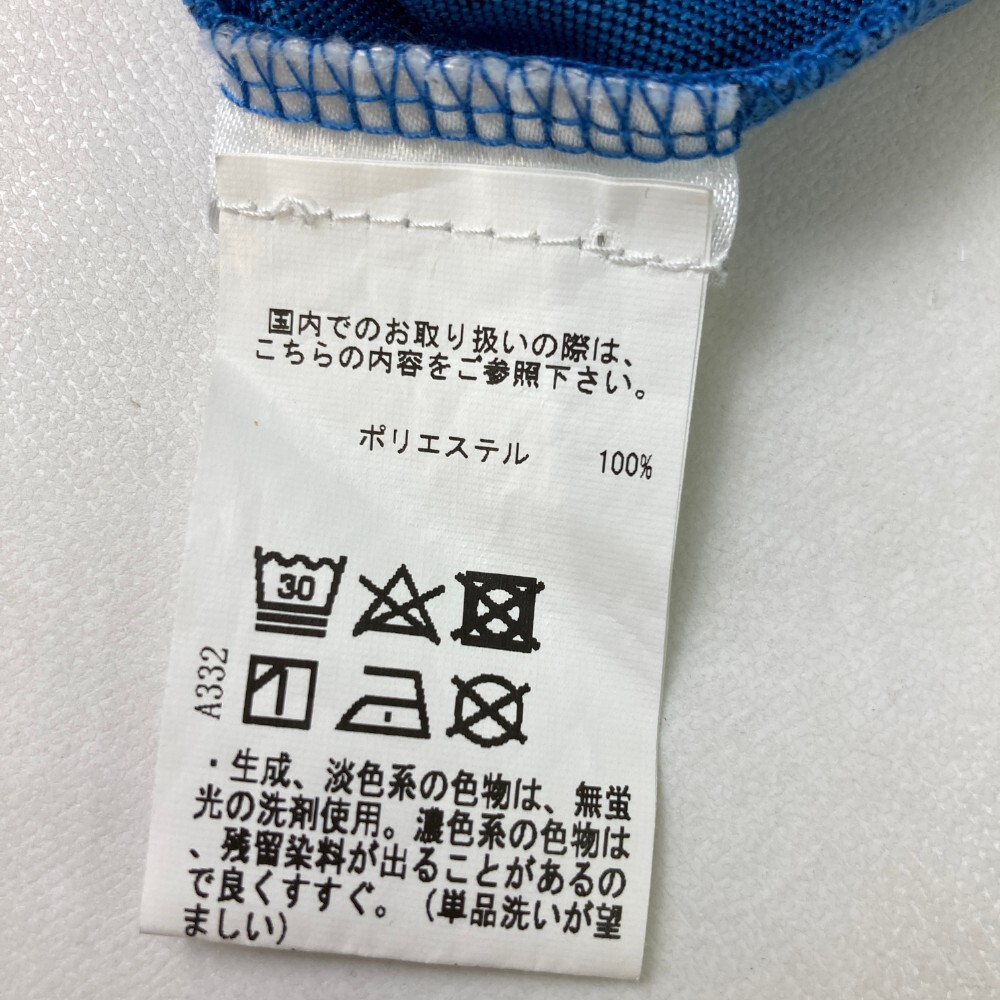 国内でのお取り扱いの際は、
こちらの内容をご参照下さい。
ポリエステル 100%
30
A332
・生成、淡色系の色物は、無蛍
光の洗剤使用。濃色系の色物は
、残留染料が出ることがあるの
で良くすすぐ。（単品洗いが望
ましい）